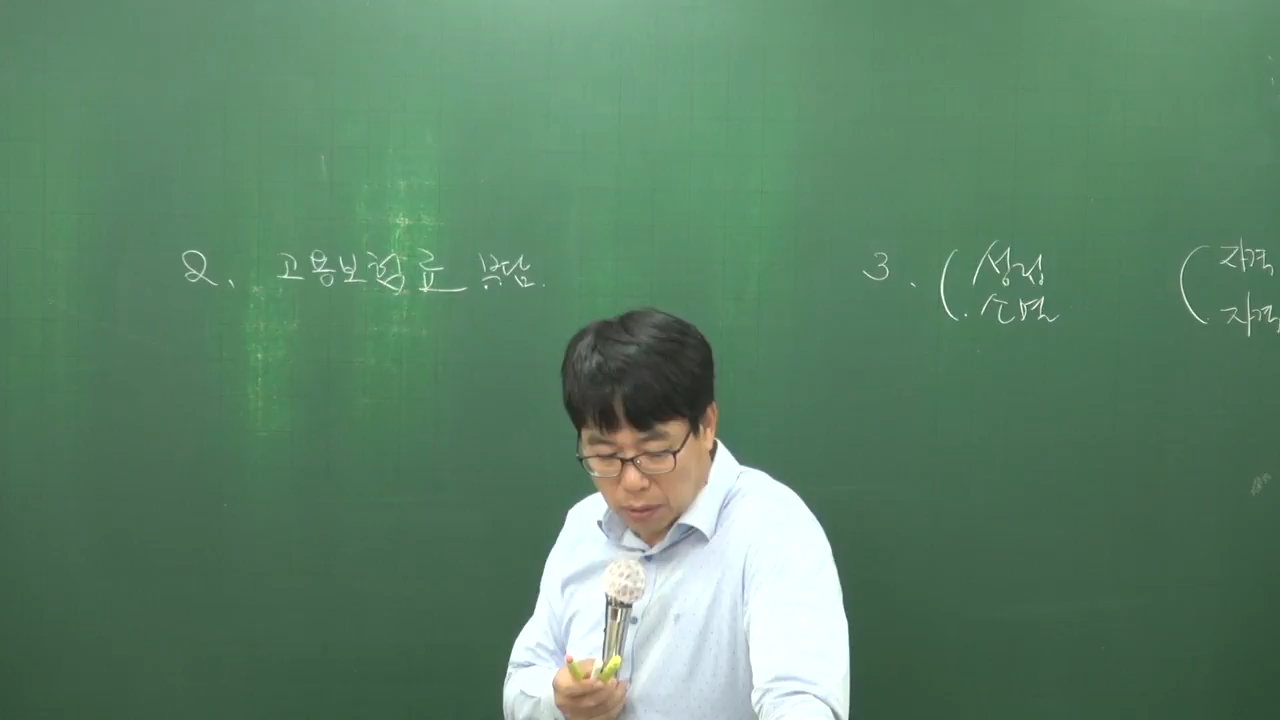 2. 고용보험료 부담.
3. ( 성립
소멸
( 자격
자격